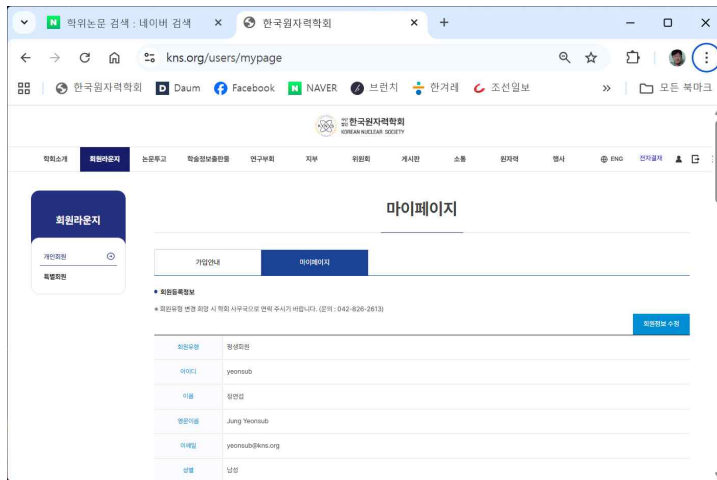 학위논문 검색 : 네이버 검색
한국원자력학회
kns.org/users/mypage
한국원자력학회
Daum
Facebook
NAVER
브런치
한겨레
조선일보
모든 북마크
한국원자력학회
KOREAN NUCLEAR SOCIETY
학회소개 회원라운지 논문투고 학술정보출판물 연구부회 지부 위원회 게시판 소통 원자력 행사 ENG 전자결재
회원라운지
개인회원
특별회원
마이페이지
가입안내 마이페이지
회원등록정보
※ 회원유형 변경 희망 시 학회 사무국으로 연락 주시기 바랍니다. (문의 : 042-826-2613)
회원정보 수정
회원유형 평생회원
아이디 yeonsub
이름 정연섭
영문이름 Jung Yeonsub
이메일 yeonsub@kns.org
성별 남성